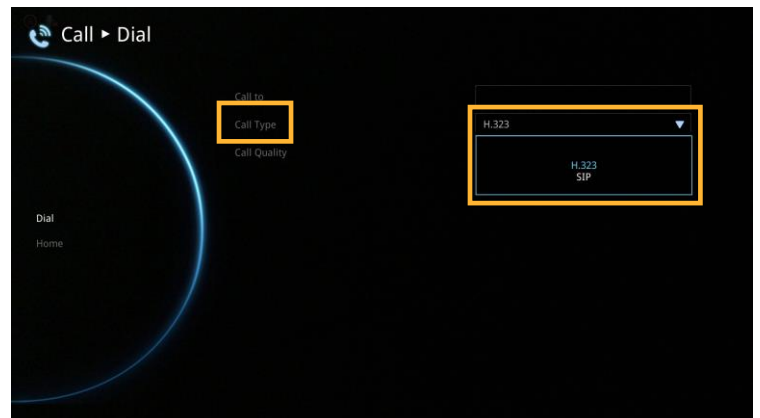 Call ► Dial
Call to
Call Type
H.323
Call Quality
H.323
SIP
Dial
Home